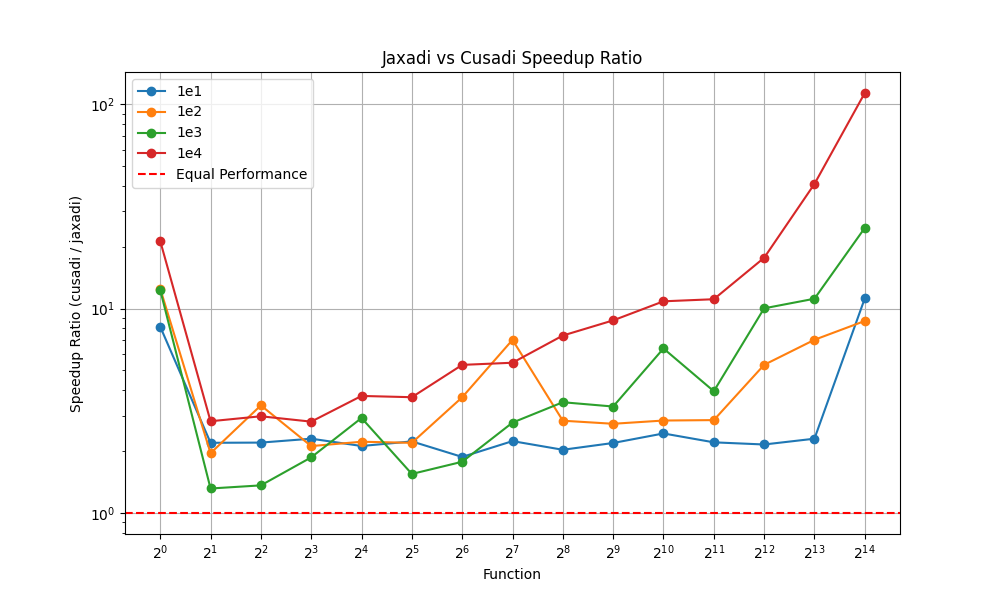 Jaxadi vs Cusadi Speedup Ratio
1e1
1e2
1e3
1e4
Equal Performance
Speedup Ratio (cusadi / jaxadi)
10²
10¹
10⁰
2⁰ 2¹ 2² 2³ 2⁴ 2⁵ 2⁶ 2⁷ 2⁸ 2⁹ 2¹⁰ 2¹¹ 2¹² 2¹³ 2¹⁴
Function